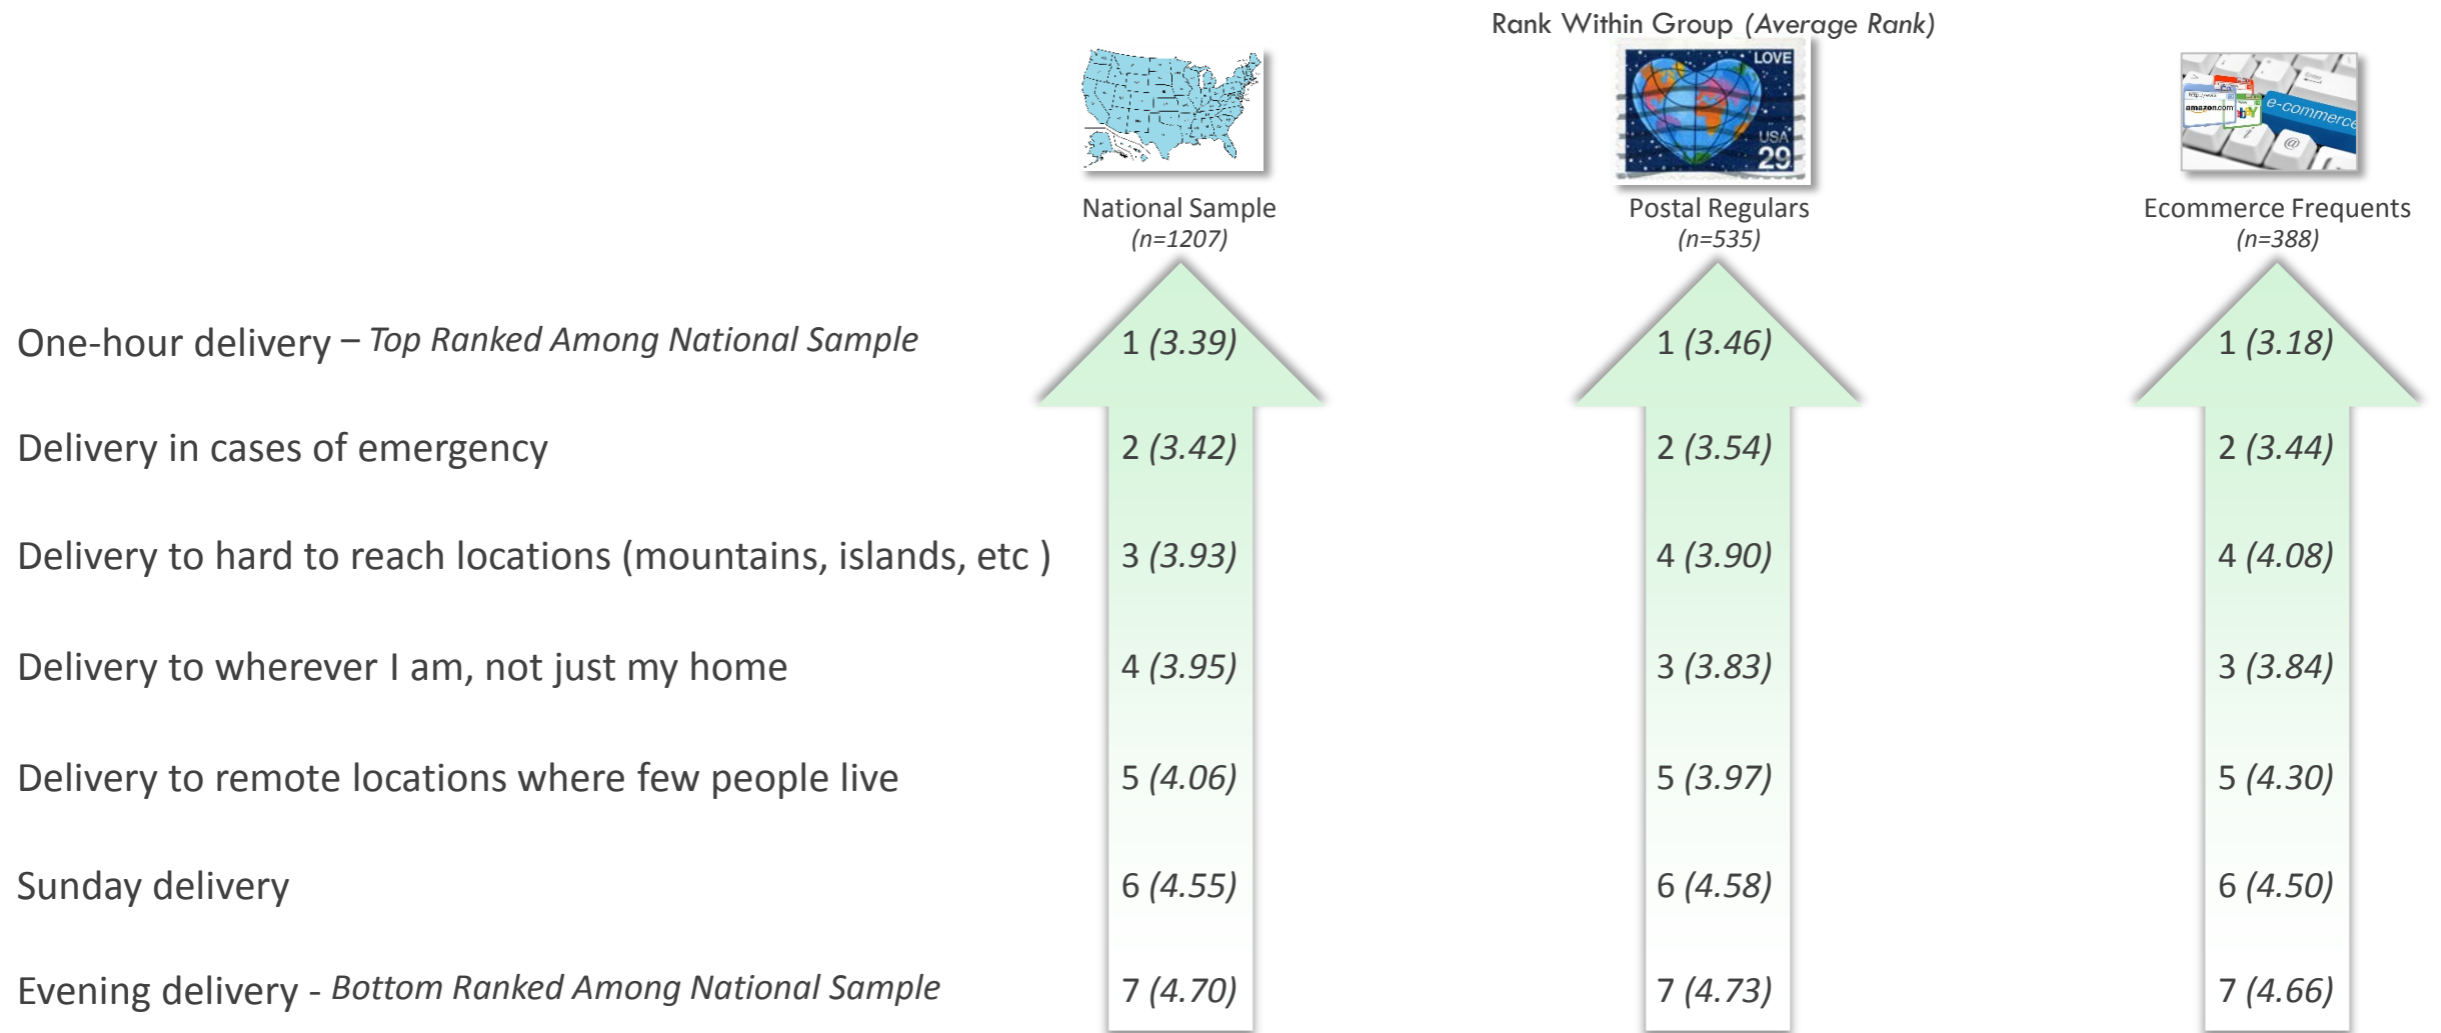 Rank Within Group (Average Rank)
LOVE
USA
29
amazon.com
e-commerce
@
National Sample
(n=1207)
Postal Regulars
(n=535)
Ecommerce Frequents
(n=388)
One-hour delivery – Top Ranked Among National Sample 1 (3.39) 1 (3.46) 1 (3.18)
Delivery in cases of emergency 2 (3.42) 2 (3.54) 2 (3.44)
Delivery to hard to reach locations (mountains, islands, etc ) 3 (3.93) 4 (3.90) 4 (4.08)
Delivery to wherever I am, not just my home 4 (3.95) 3 (3.83) 3 (3.84)
Delivery to remote locations where few people live 5 (4.06) 5 (3.97) 5 (4.30)
Sunday delivery 6 (4.55) 6 (4.58) 6 (4.50)
Evening delivery - Bottom Ranked Among National Sample 7 (4.70) 7 (4.73) 7 (4.66)